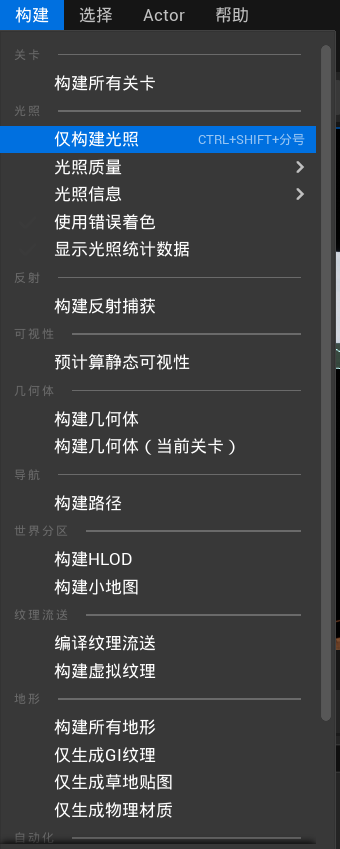 构建 选择 Actor 帮助
关卡
构建所有关卡
光照
仅构建光照 CTRL+SHIFT+分号
光照质量
光照信息
使用错误着色
显示光照统计数据
反射
构建反射捕获
可视性
预计算静态可视性
几何体
构建几何体
构建几何体（当前关卡）
导航
构建路径
世界分区
构建HLOD
构建小地图
纹理流送
编译纹理流送
构建虚拟纹理
地形
构建所有地形
仅生成GI纹理
仅生成草地贴图
仅生成物理材质
自动化